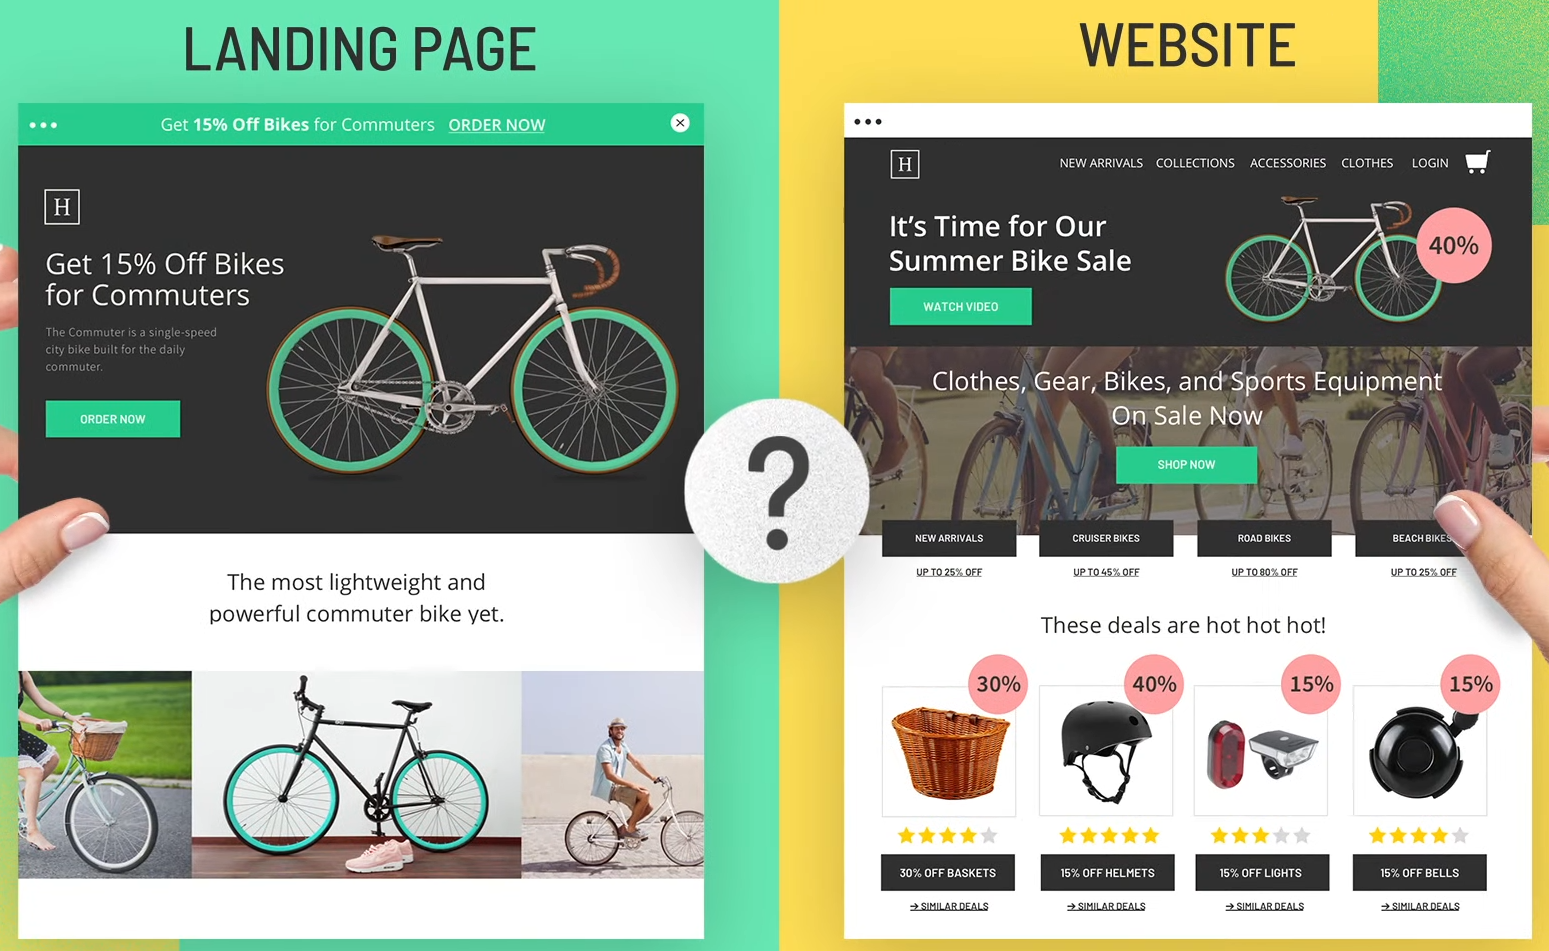 LANDING PAGE
Get 15% Off Bikes for Commuters ORDER NOW
H
Get 15% Off Bikes
for Commuters
The Commuter is a single-speed
city bike built for the daily
commuter.
ORDER NOW
The most lightweight and
powerful commuter bike yet.
?
WEBSITE
H NEW ARRIVALS COLLECTIONS ACCESSORIES CLOTHES LOGIN
It's Time for Our
Summer Bike Sale
40%
WATCH VIDEO
Clothes, Gear, Bikes, and Sports Equipment
On Sale Now
SHOP NOW
NEW ARRIVALS CRUISER BIKES ROAD BIKES BEACH BIKES
UP TO 25% OFF UP TO 45% OFF UP TO 80% OFF UP TO 25% OFF
These deals are hot hot hot!
30% 40% 15% 15%
30% OFF BASKETS 15% OFF HELMETS 15% OFF LIGHTS 15% OFF BELLS
→ SIMILAR DEALS → SIMILAR DEALS → SIMILAR DEALS → SIMILAR DEALS